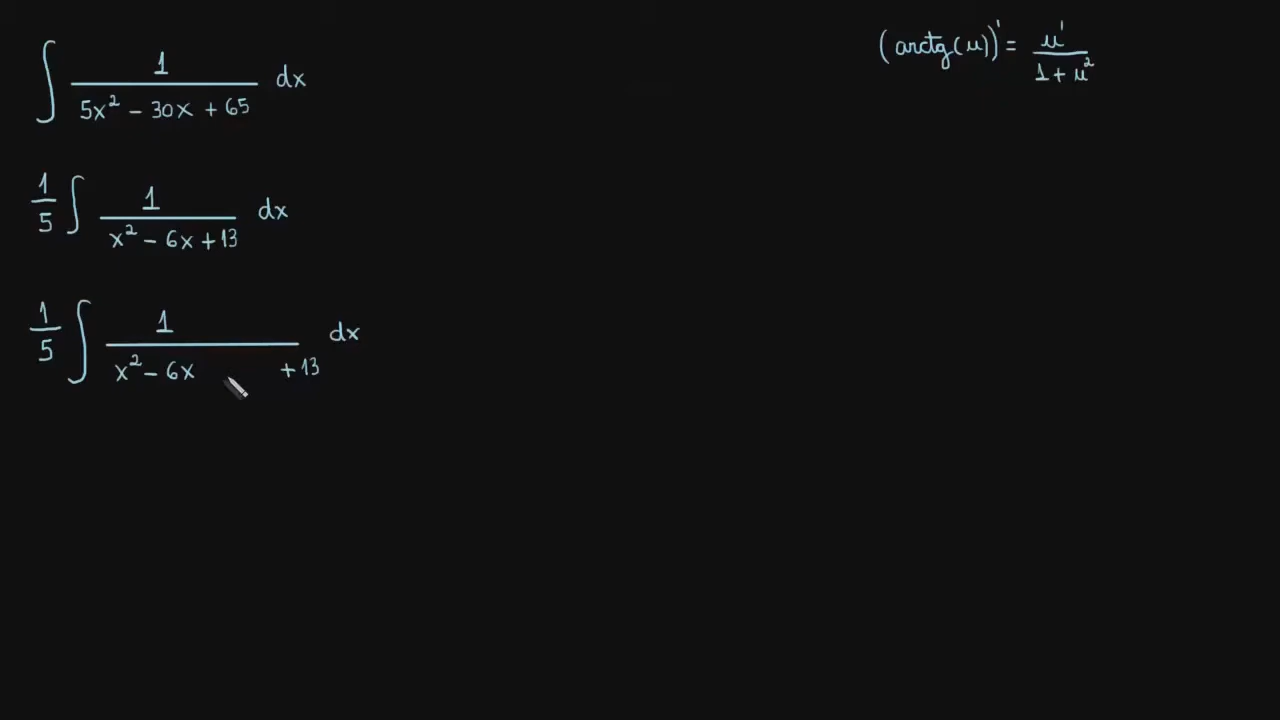 ∫ 1/(5x² − 30x + 65) dx
(arctg(u))' = u'/(1 + u²)
1/5 ∫ 1/(x² − 6x + 13) dx
1/5 ∫ 1/(x² − 6x + 13) dx